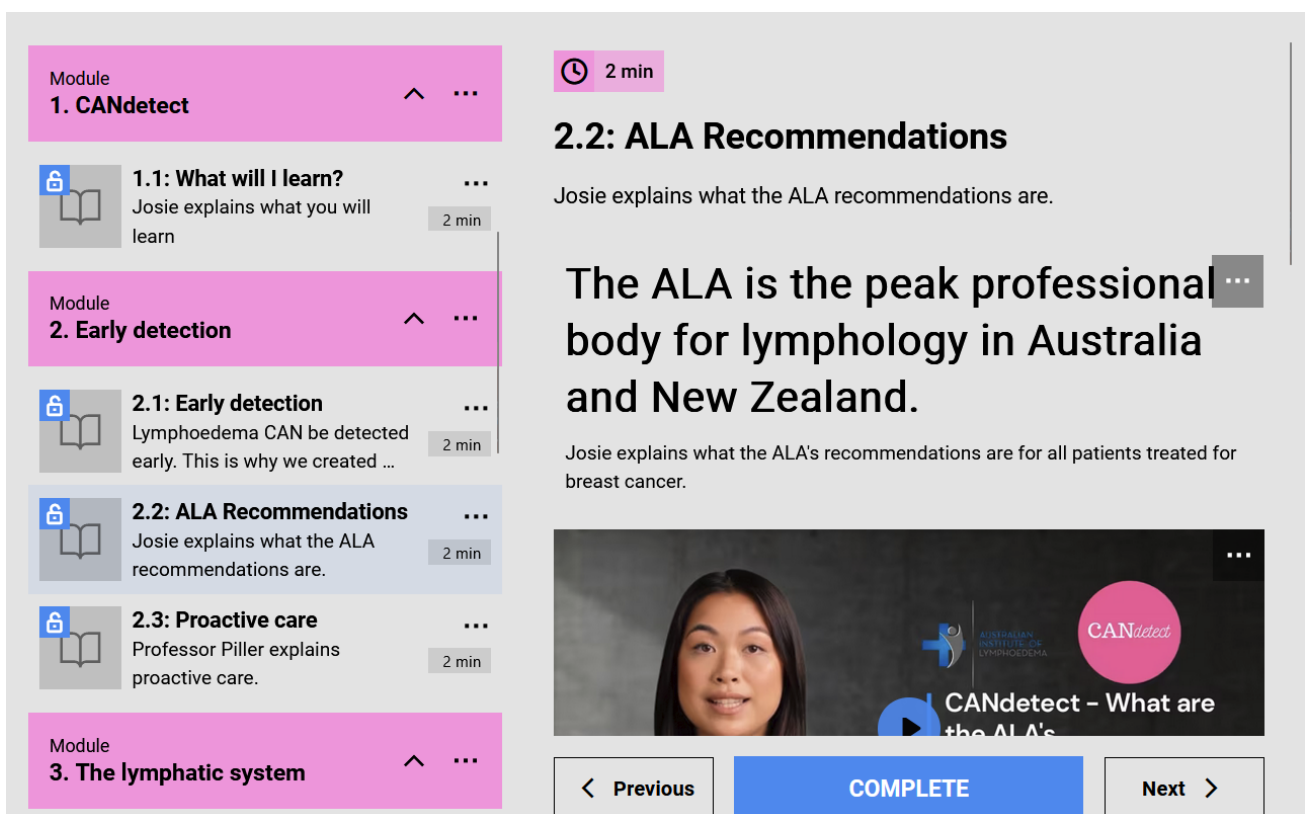 Module
1. CANdetect
1.1: What will I learn?
Josie explains what you will
learn
2 min
Module
2. Early detection
2.1: Early detection
Lymphoedema CAN be detected
early. This is why we created ...
2 min
2.2: ALA Recommendations
Josie explains what the ALA
recommendations are.
2 min
2.3: Proactive care
Professor Piller explains
proactive care.
2 min
Module
3. The lymphatic system
2 min
2.2: ALA Recommendations
Josie explains what the ALA recommendations are.
The ALA is the peak professional
body for lymphology in Australia
and New Zealand.
Josie explains what the ALA's recommendations are for all patients treated for
breast cancer.
AUSTRALIAN
INSTITUTE OF
LYMPHOEDEMA
CANdetect
CANdetect – What are
the ALA's
Previous
COMPLETE
Next